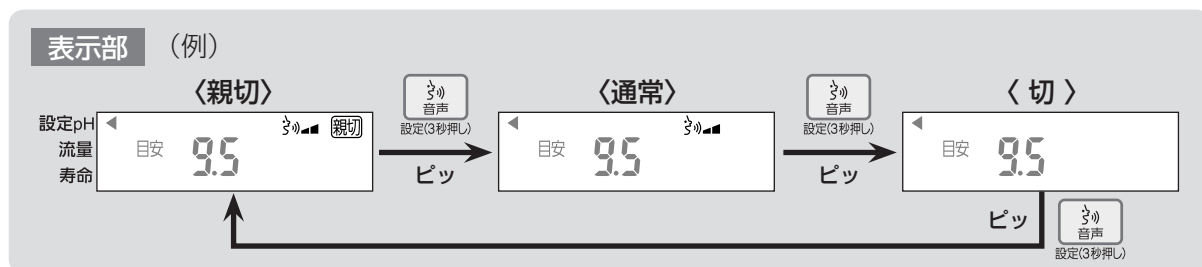 表示部 (例)
〈親切〉
音声
設定(3秒押し)
ピッ
〈通常〉
音声
設定(3秒押し)
ピッ
〈 切 〉
設定pH
流量
寿命
目安 9.5
親切
目安 9.5
目安 9.5
ピッ
音声
設定(3秒押し)